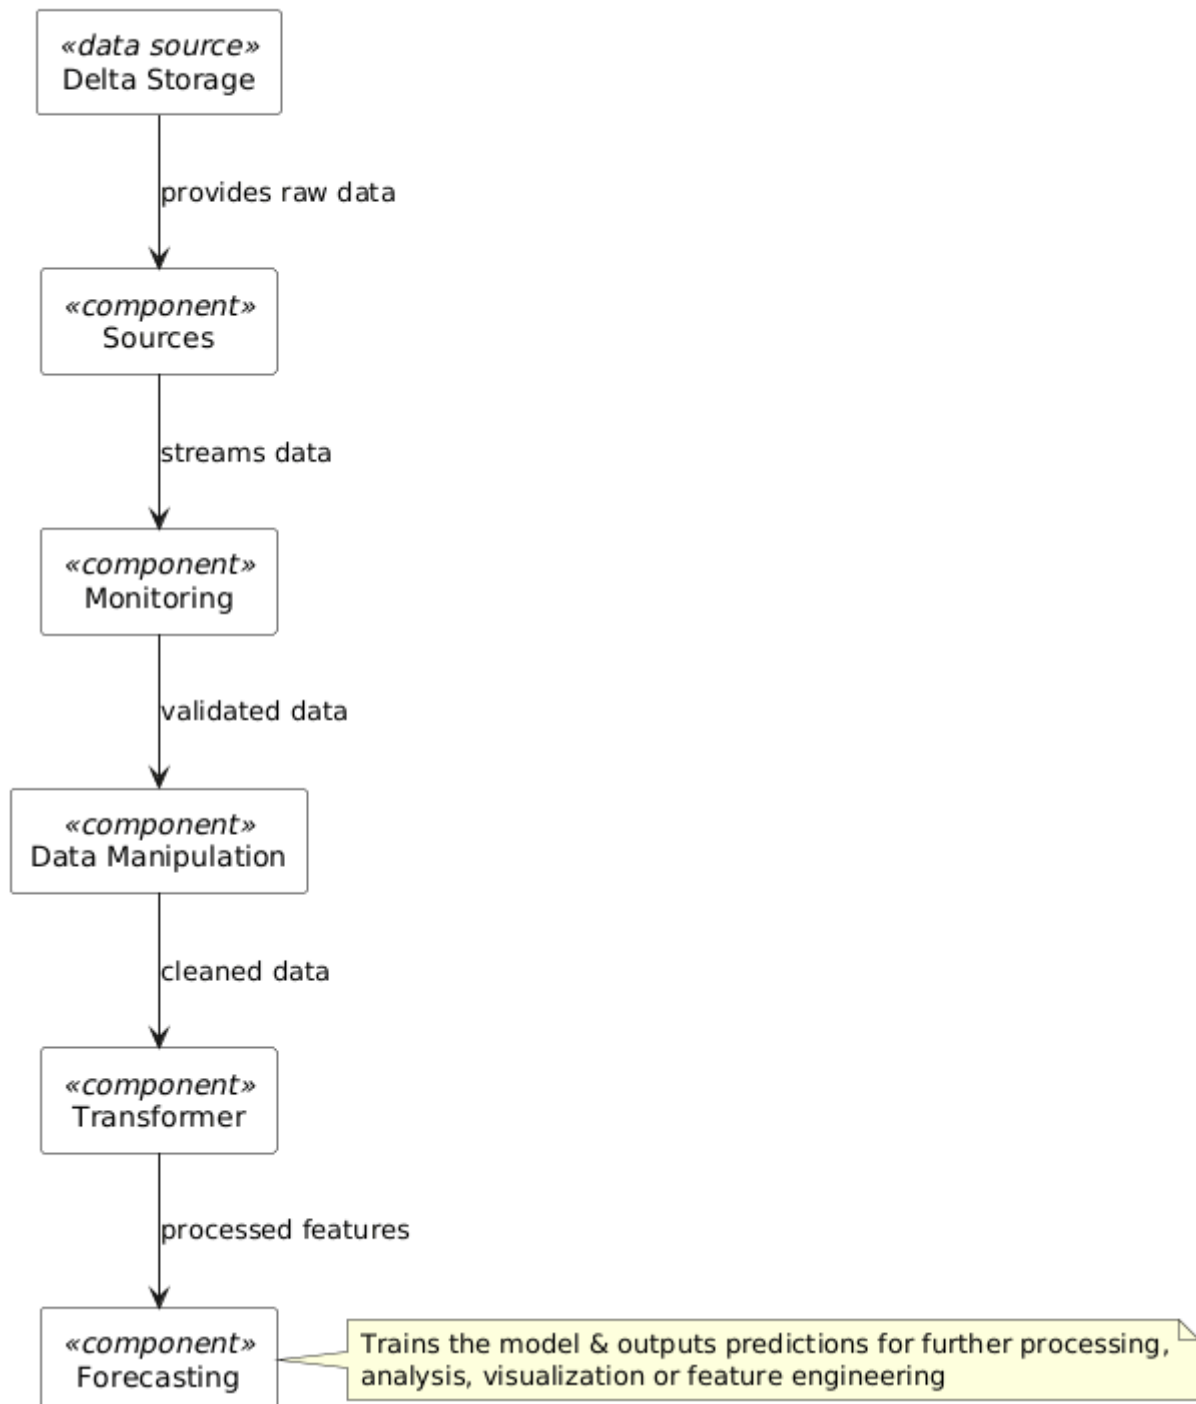 «data source»
Delta Storage
provides raw data
«component»
Sources
streams data
«component»
Monitoring
validated data
«component»
Data Manipulation
cleaned data
«component»
Transformer
processed features
«component»
Forecasting
Trains the model & outputs predictions for further processing,
analysis, visualization or feature engineering